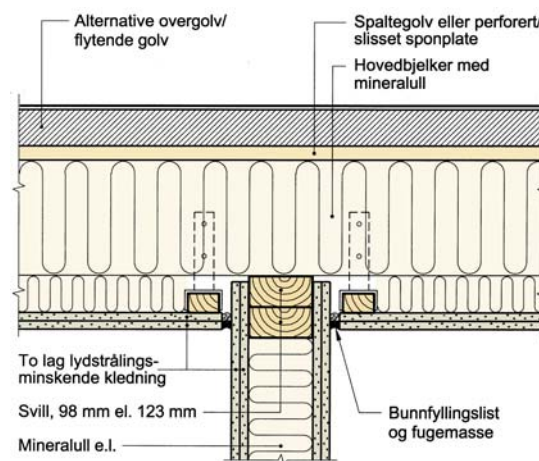 Alternative overgolv/
flytende golv
Spaltegolv eller perforert/
slisset sponplate
Hovedbjelker med
mineralull
To lag lydstrålings-
minskende kledning
Svill, 98 mm el. 123 mm
Mineralull e.l.
Bunnfyllingslist
og fugemasse